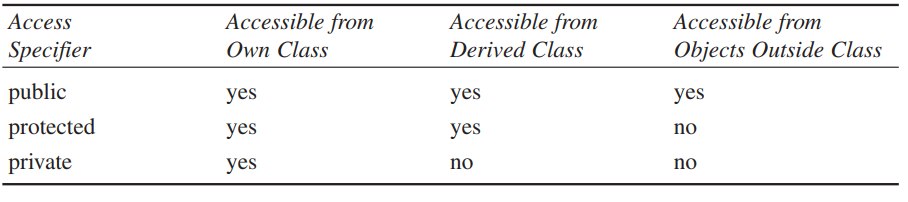 Access Accessible from Accessible from Accessible from
Specifier Own Class Derived Class Objects Outside Class
public yes yes yes
protected yes yes no
private yes no no